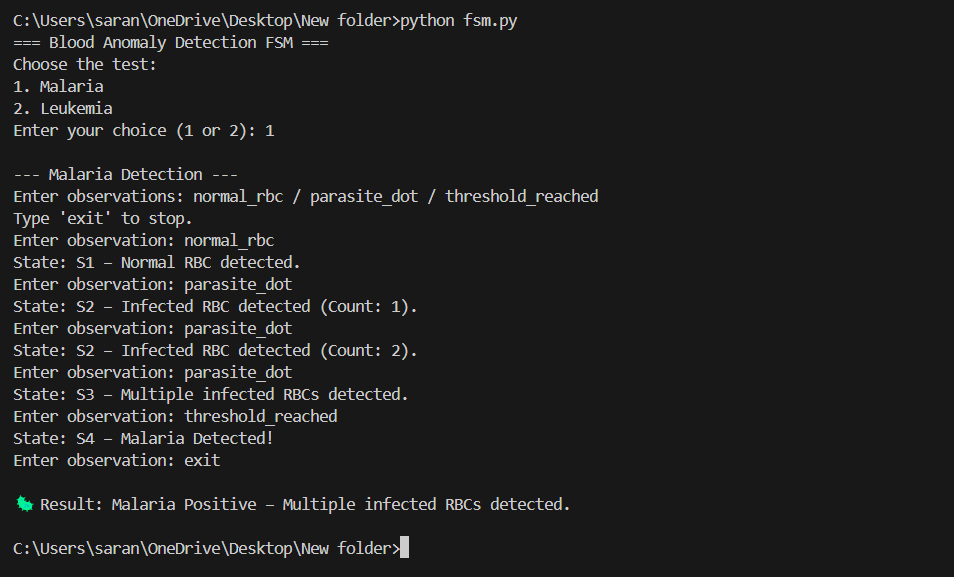 C:\Users\saran\OneDrive\Desktop\New folder>python fsm.py
=== Blood Anomaly Detection FSM ===
Choose the test:
1. Malaria
2. Leukemia
Enter your choice (1 or 2): 1
--- Malaria Detection ---
Enter observations: normal_rbc / parasite_dot / threshold_reached
Type 'exit' to stop.
Enter observation: normal_rbc
State: S1 – Normal RBC detected.
Enter observation: parasite_dot
State: S2 – Infected RBC detected (Count: 1).
Enter observation: parasite_dot
State: S2 – Infected RBC detected (Count: 2).
Enter observation: parasite_dot
State: S3 – Multiple infected RBCs detected.
Enter observation: threshold_reached
State: S4 – Malaria Detected!
Enter observation: exit
🦠 Result: Malaria Positive – Multiple infected RBCs detected.
C:\Users\saran\OneDrive\Desktop\New folder>